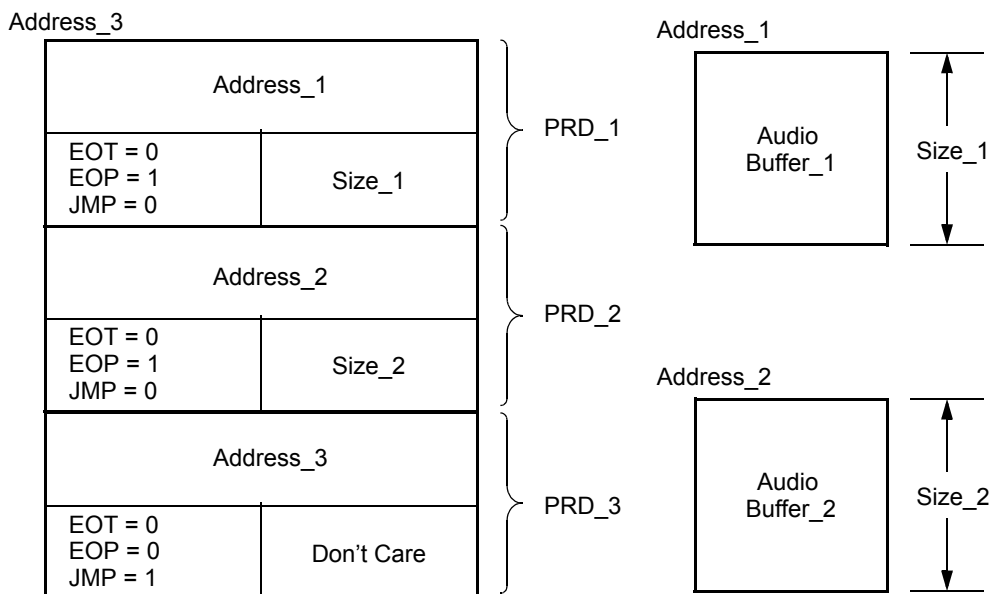 Address_3
Address_1
EOT = 0
EOP = 1
JMP = 0
Size_1
PRD_1
Address_2
EOT = 0
EOP = 1
JMP = 0
Size_2
PRD_2
Address_3
EOT = 0
EOP = 0
JMP = 1
Don't Care
PRD_3
Address_1
Audio
Buffer_1
Size_1
Address_2
Audio
Buffer_2
Size_2